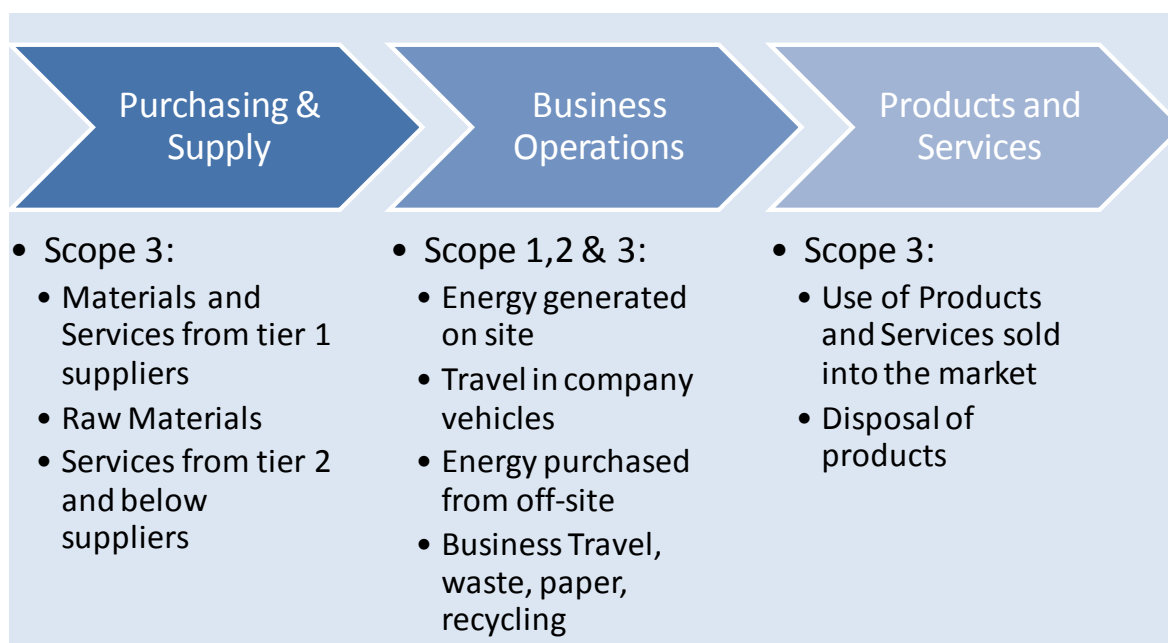 Purchasing &
Supply
Business
Operations
Products and
Services
• Scope 3:
• Materials and
Services from tier 1
suppliers
• Raw Materials
• Services from tier 2
and below
suppliers
• Scope 1,2 & 3:
• Energy generated
on site
• Travel in company
vehicles
• Energy purchased
from off-site
• Business Travel,
waste, paper,
recycling
• Scope 3:
• Use of Products
and Services sold
into the market
• Disposal of
products